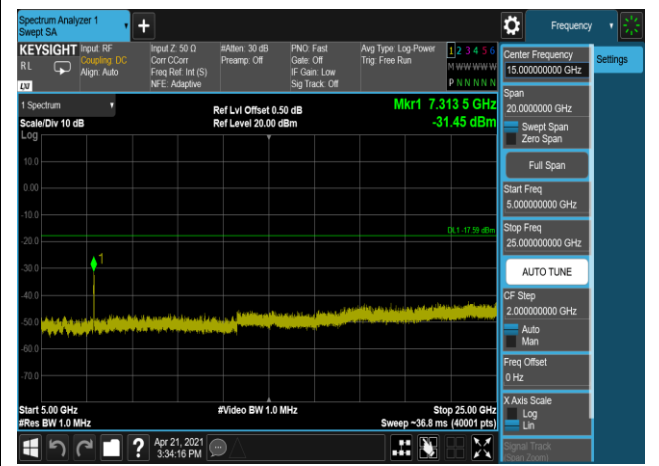 Spectrum Analyzer 1
Swept SA
+
Frequency
KEYSIGHT
RL
LXI
Input: RF
Coupling: DC
Align: Auto
Input Z: 50 Ω
Corr CCorr
Freq Ref: Int (S)
NFE: Adaptive
#Atten: 30 dB
Preamp: Off
PNO: Fast
Gate: Off
IF Gain: Low
Sig Track: Off
Avg Type: Log-Power
Trig: Free Run
1 2 3 4 5 6
M W W W W W
P N N N N N
1 Spectrum
Scale/Div 10 dB
Log
Ref Lvl Offset 0.50 dB
Ref Level 20.00 dBm
Mkr1 7.313 5 GHz
-31.45 dBm
10.0
0.00
-10.0
-20.0
-30.0
-40.0
-50.0
-60.0
-70.0
DL1 -17.59 dBm
1
Start 5.00 GHz
#Res BW 1.0 MHz
#Video BW 1.0 MHz
Stop 25.00 GHz
Sweep ~36.8 ms (40001 pts)
?
Apr 21, 2021
3:34:16 PM
Center Frequency
15.000000000 GHz
Span
20.0000000 GHz
Swept Span
Zero Span
Full Span
Start Freq
5.000000000 GHz
Stop Freq
25.000000000 GHz
AUTO TUNE
CF Step
2.000000000 GHz
Auto
Man
Freq Offset
0 Hz
X Axis Scale
Log
Lin
Signal Track
(Span Zoom)
Settings